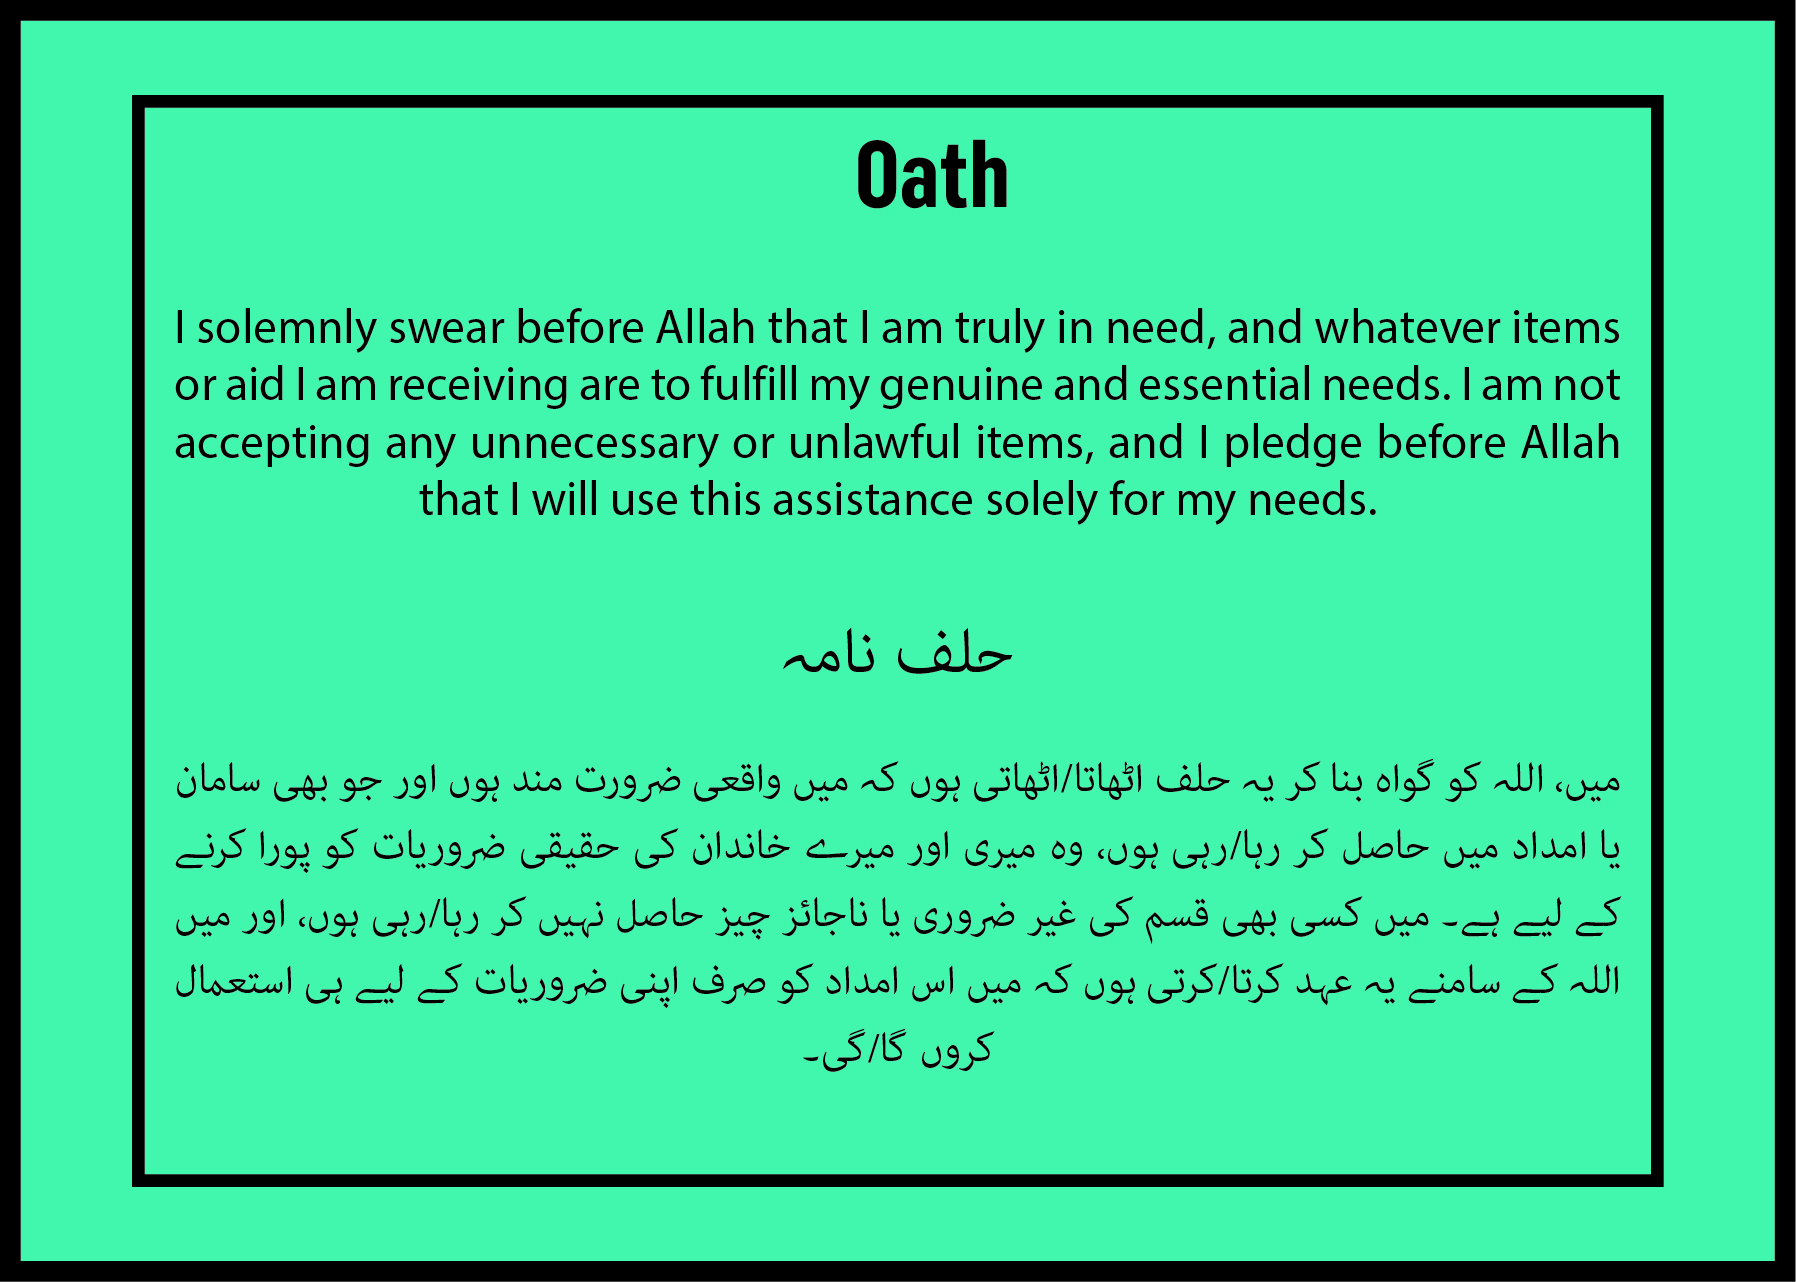 Oath
I solemnly swear before Allah that I am truly in need, and whatever items
or aid I am receiving are to fulfill my genuine and essential needs. I am not
accepting any unnecessary or unlawful items, and I pledge before Allah
that I will use this assistance solely for my needs.
حلف نامہ
میں، اللہ کو گواہ بنا کر یہ حلف اٹھاتا/اٹھاتی ہوں کہ میں واقعی ضرورت مند ہوں اور جو بھی سامان
یا امداد میں حاصل کر رہا/رہی ہوں، وہ میری اور میرے خاندان کی حقیقی ضروریات کو پورا کرنے
کے لیے ہے۔ میں کسی بھی قسم کی غیر ضروری یا ناجائز چیز حاصل نہیں کر رہا/رہی ہوں، اور میں
اللہ کے سامنے یہ عہد کرتا/کرتی ہوں کہ میں اس امداد کو صرف اپنی ضروریات کے لیے ہی استعمال
کروں گا/گی۔